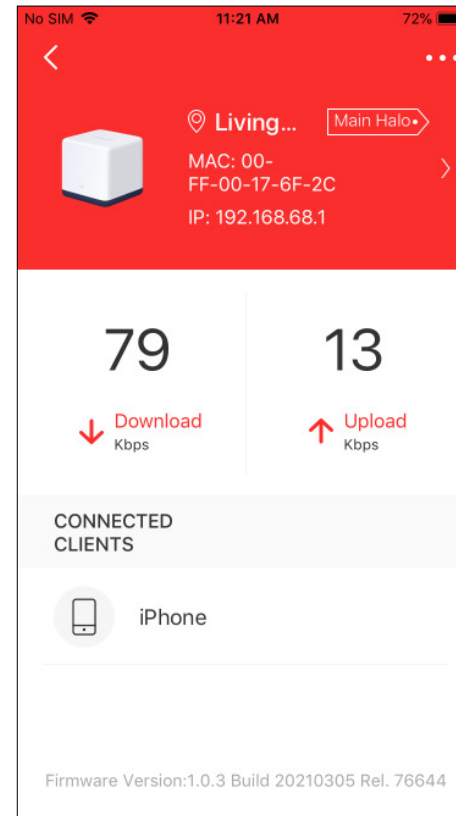 No SIM 11:21 AM 72%
Living... Main Halo
MAC: 00-
FF-00-17-6F-2C
IP: 192.168.68.1
79 13
Download Upload
Kbps Kbps
CONNECTED
CLIENTS
iPhone
Firmware Version:1.0.3 Build 20210305 Rel. 76644